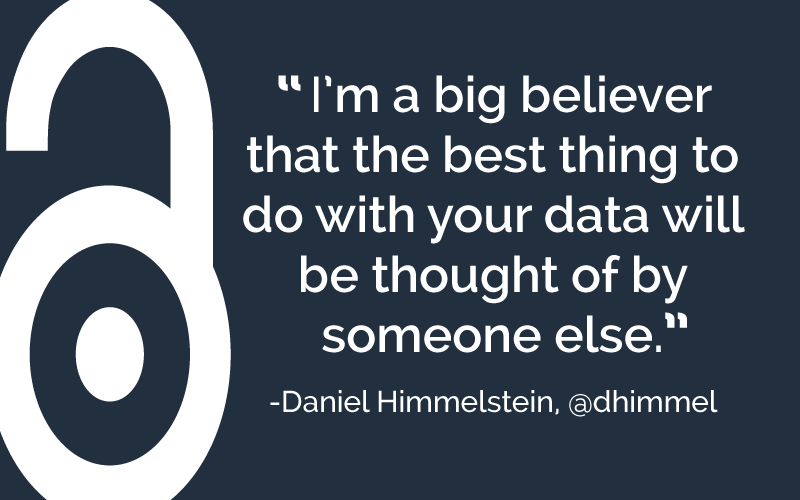 “I’m a big believer
that the best thing to
do with your data will
be thought of by
someone else.”
-Daniel Himmelstein, @dhimmel